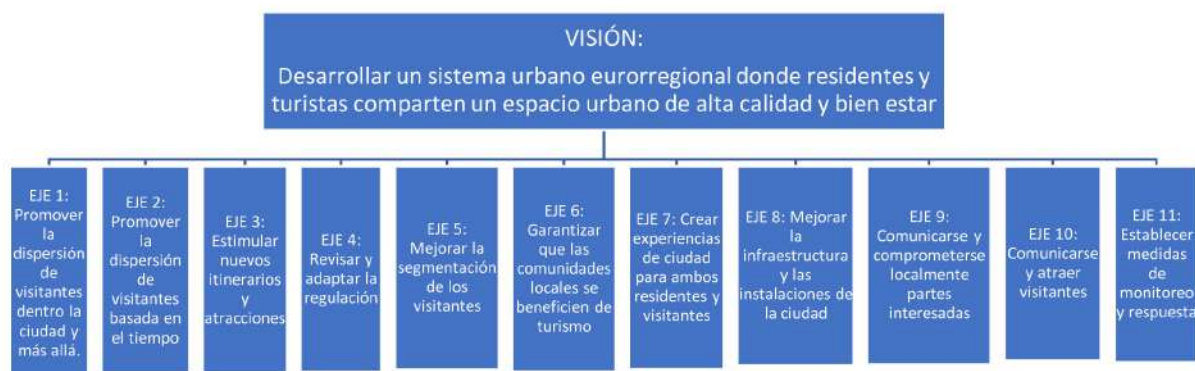 VISIÓN:
Desarrollar un sistema urbano eurorregional donde residentes y
turistas comparten un espacio urbano de alta calidad y bien estar
EJE 1:
Promover
la
dispersión
de
visitantes
dentro la
ciudad y
más allá.
EJE 2:
Promover
la
dispersión
de
visitantes
basada en
el tiempo
EJE 3:
Estimular
nuevos
itinerarios
y
atracciones
EJE 4:
Revisar y
adaptar la
regulación
EJE 5:
Mejorar la
segmentación
de los
visitantes
EJE 6:
Garantizar
que las
comunidades
locales se
beneficien de
turismo
EJE 7: Crear
experiencias
de ciudad
para ambos
residentes y
visitantes
EJE 8: Mejorar
la
infraestructura
y las
instalaciones de
la ciudad
EJE 9:
Comunicarse y
comprometerse
localmente
partes
interesadas
EJE 10:
Comunicarse
y atraer
visitantes
EJE 11:
Establecer
medidas
de
monitoreo
y respuesta